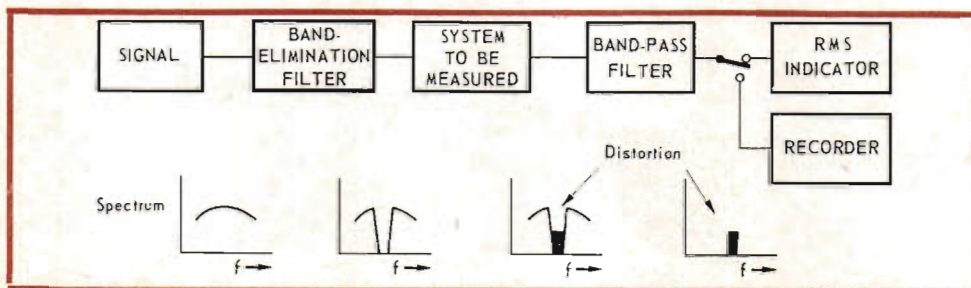 SIGNAL
BAND-
ELIMINATION
FILTER
SYSTEM
TO BE
MEASURED
BAND-PASS
FILTER
RMS
INDICATOR
RECORDER
Distortion
Spectrum
f
f
f
f